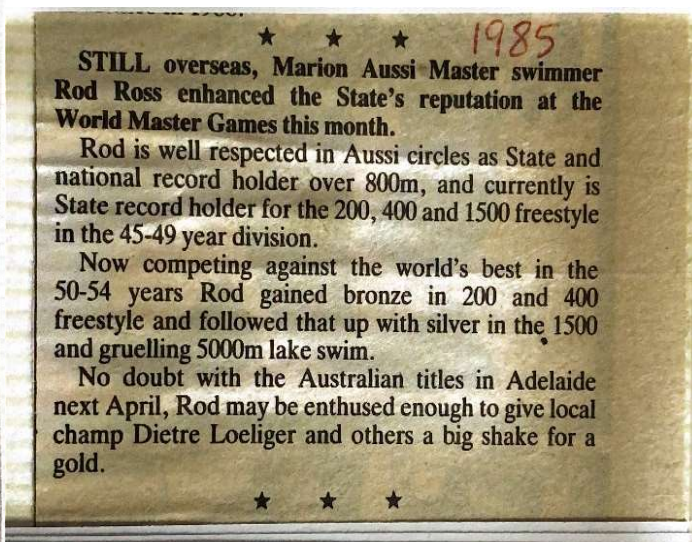 ★ ★ ★ 1985
STILL overseas, Marion Aussi Master swimmer
Rod Ross enhanced the State's reputation at the
World Master Games this month.
Rod is well respected in Aussi circles as State and
national record holder over 800m, and currently is
State record holder for the 200, 400 and 1500 freestyle
in the 45-49 year division.
Now competing against the world's best in the
50-54 years Rod gained bronze in 200 and 400
freestyle and followed that up with silver in the 1500
and gruelling 5000m lake swim.
No doubt with the Australian titles in Adelaide
next April, Rod may be enthused enough to give local
champ Dietre Loeliger and others a big shake for a
gold.
★ ★ ★